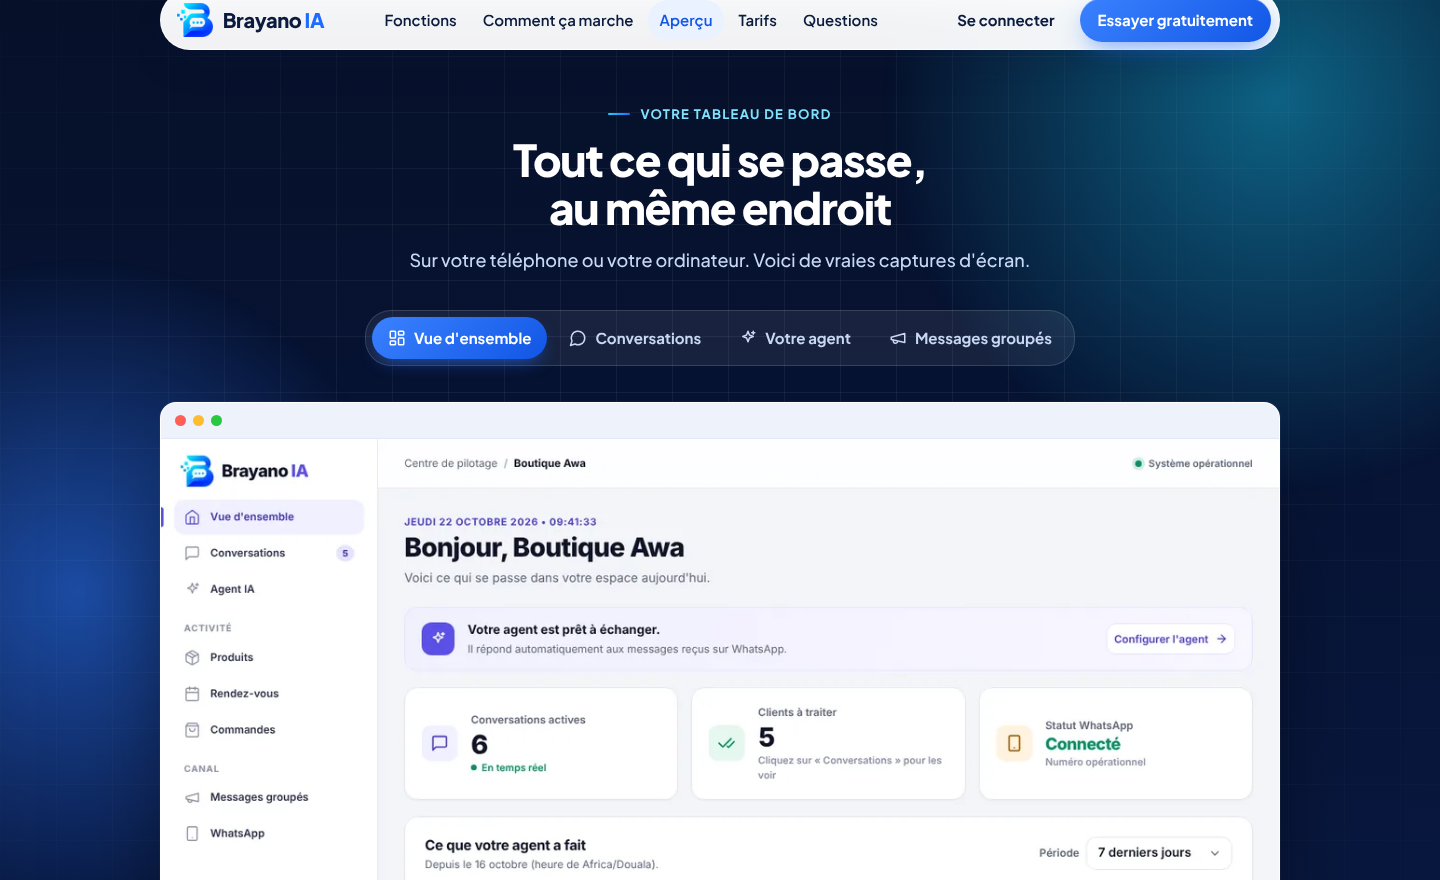 Brayano IA
Fonctions
Comment ça marche
Aperçu
Tarifs
Questions
Se connecter
Essayer gratuitement
VOTRE TABLEAU DE BORD
Tout ce qui se passe,
au même endroit
Sur votre téléphone ou votre ordinateur. Voici de vraies captures d'écran.
Vue d'ensemble
Conversations
Votre agent
Messages groupés
Brayano IA
Vue d'ensemble
Conversations 5
Agent IA
ACTIVITÉ
Produits
Rendez-vous
Commandes
CANAL
Messages groupés
WhatsApp
Centre de pilotage / Boutique Awa
Système opérationnel
JEUDI 22 OCTOBRE 2026 • 09:41:33
Bonjour, Boutique Awa
Voici ce qui se passe dans votre espace aujourd'hui.
Votre agent est prêt à échanger.
Il répond automatiquement aux messages reçus sur WhatsApp.
Configurer l'agent
Conversations actives
6
En temps réel
Clients à traiter
5
Cliquez sur « Conversations » pour les
voir
Statut WhatsApp
Connecté
Numéro opérationnel
Ce que votre agent a fait
Depuis le 16 octobre (heure de Africa/Douala).
Période
7 derniers jours